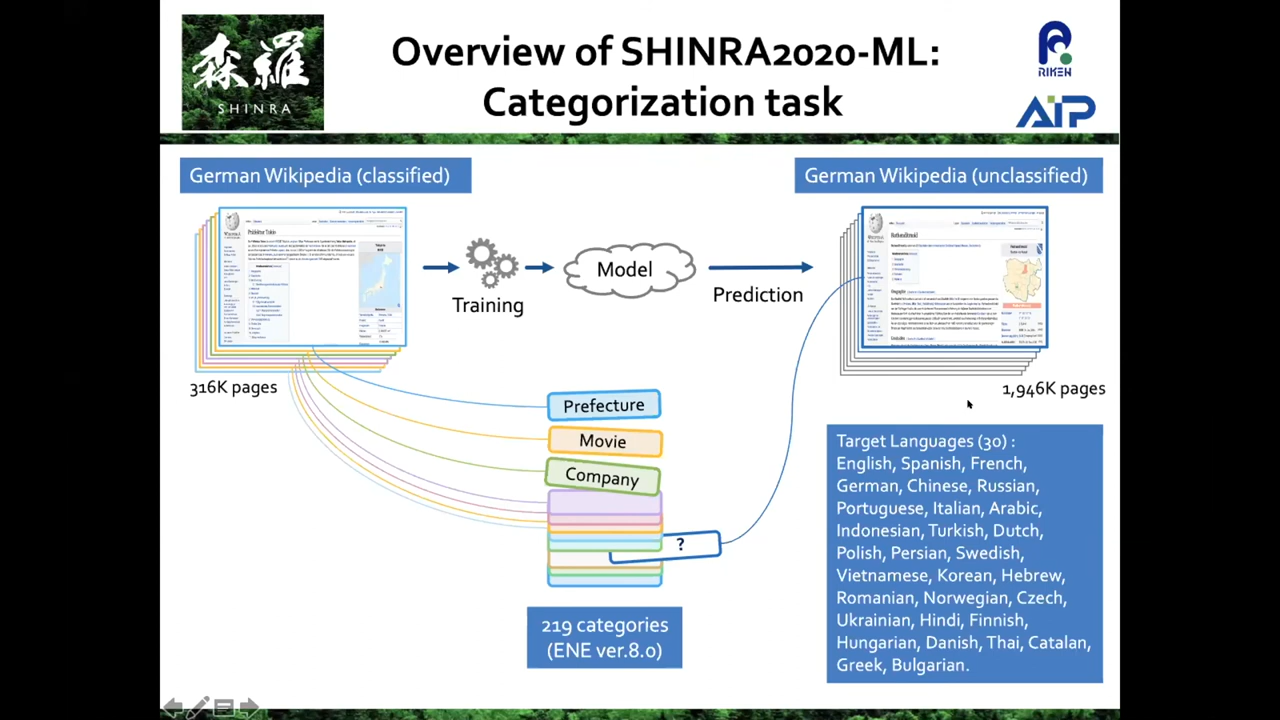 森羅
SHINRA
Overview of SHINRA2020-ML:
Categorization task
RIKEN
AIP
German Wikipedia (classified)
German Wikipedia (unclassified)
Training
Model
Prediction
316K pages
1,946K pages
Prefecture
Movie
Company
?
219 categories
(ENE ver.8.0)
Target Languages (30) :
English, Spanish, French,
German, Chinese, Russian,
Portuguese, Italian, Arabic,
Indonesian, Turkish, Dutch,
Polish, Persian, Swedish,
Vietnamese, Korean, Hebrew,
Romanian, Norwegian, Czech,
Ukrainian, Hindi, Finnish,
Hungarian, Danish, Thai, Catalan,
Greek, Bulgarian.